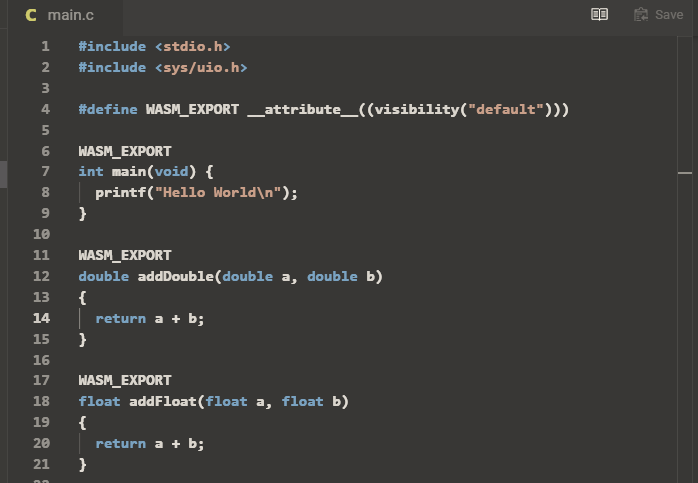 C main.c Save
1 #include <stdio.h>
2 #include <sys/uio.h>
3
4 #define WASM_EXPORT __attribute__((visibility("default")))
5
6 WASM_EXPORT
7 int main(void) {
8   printf("Hello World\n");
9 }
10
11 WASM_EXPORT
12 double addDouble(double a, double b)
13 {
14   return a + b;
15 }
16
17 WASM_EXPORT
18 float addFloat(float a, float b)
19 {
20   return a + b;
21 }